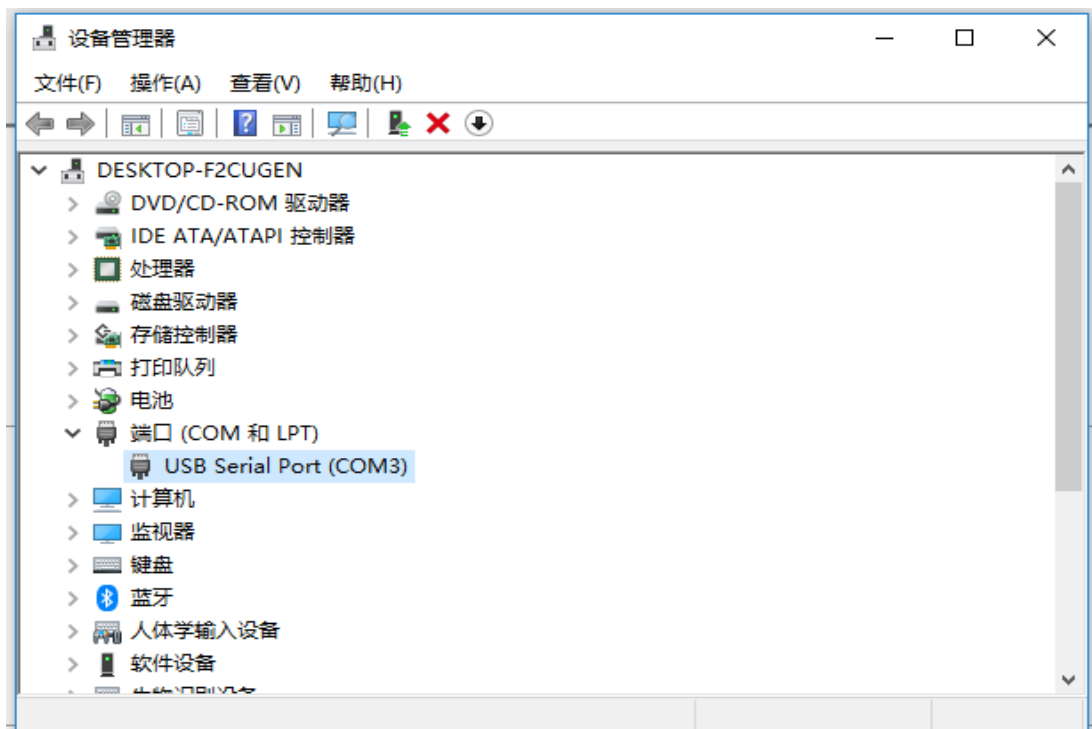 设备管理器
文件(F) 操作(A) 查看(V) 帮助(H)
DESKTOP-F2CUGEN
DVD/CD-ROM 驱动器
IDE ATA/ATAPI 控制器
处理器
磁盘驱动器
存储控制器
打印队列
电池
端口 (COM 和 LPT)
USB Serial Port (COM3)
计算机
监视器
键盘
蓝牙
人体学输入设备
软件设备